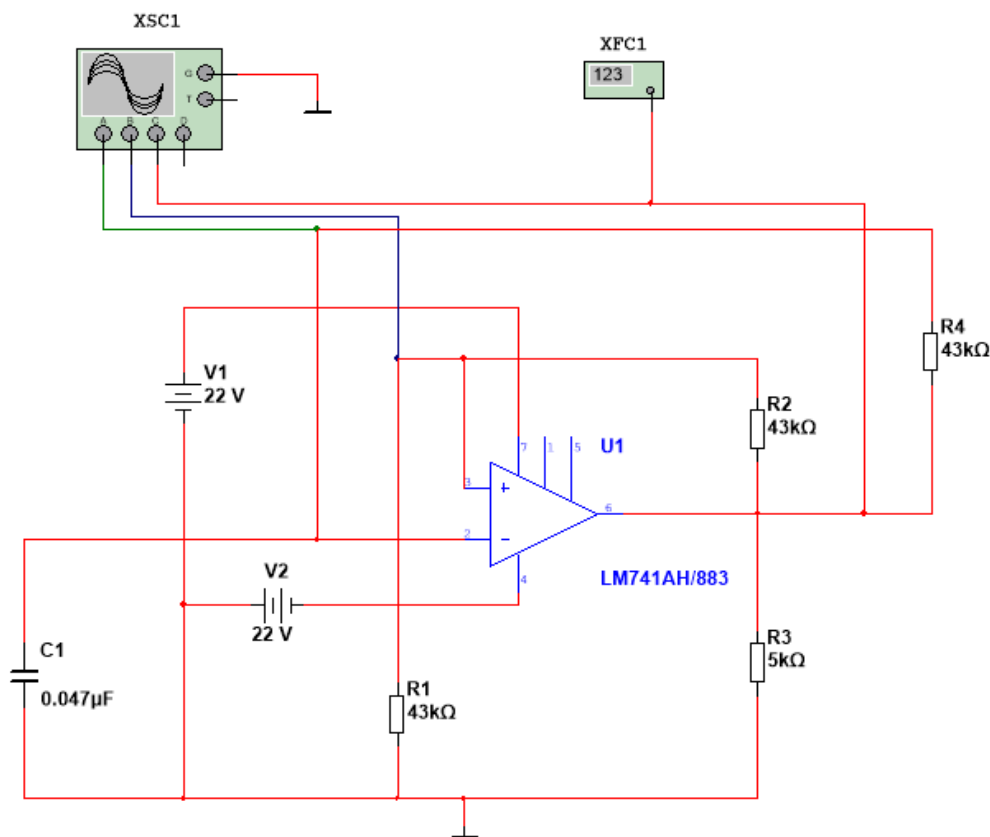 XSC1
XFC1
123
G
T
A B C D
R4
43kΩ
V1
22 V
R2
43kΩ
7 1 5
U1
3
+
6
2
−
4
LM741AH/883
V2
22 V
C1
0.047µF
R3
5kΩ
R1
43kΩ